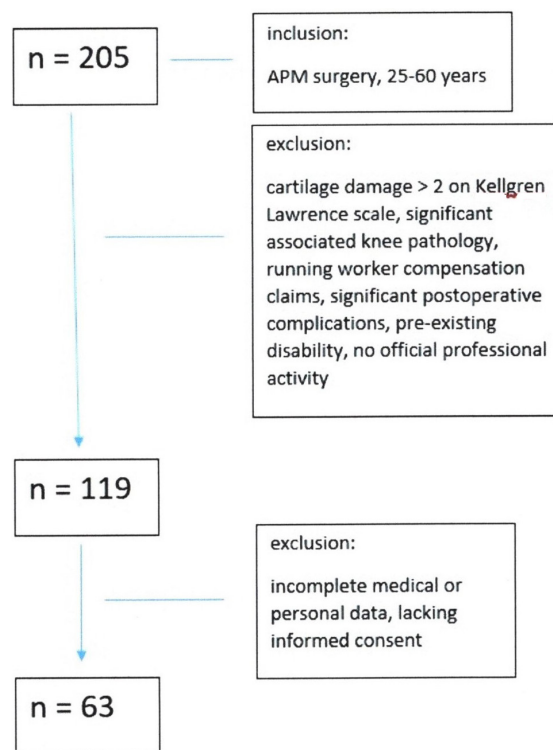 n = 205
inclusion:
APM surgery, 25-60 years
exclusion:
cartilage damage > 2 on Kellgren
Lawrence scale, significant
associated knee pathology,
running worker compensation
claims, significant postoperative
complications, pre-existing
disability, no official professional
activity
n = 119
exclusion:
incomplete medical or
personal data, lacking
informed consent
n = 63